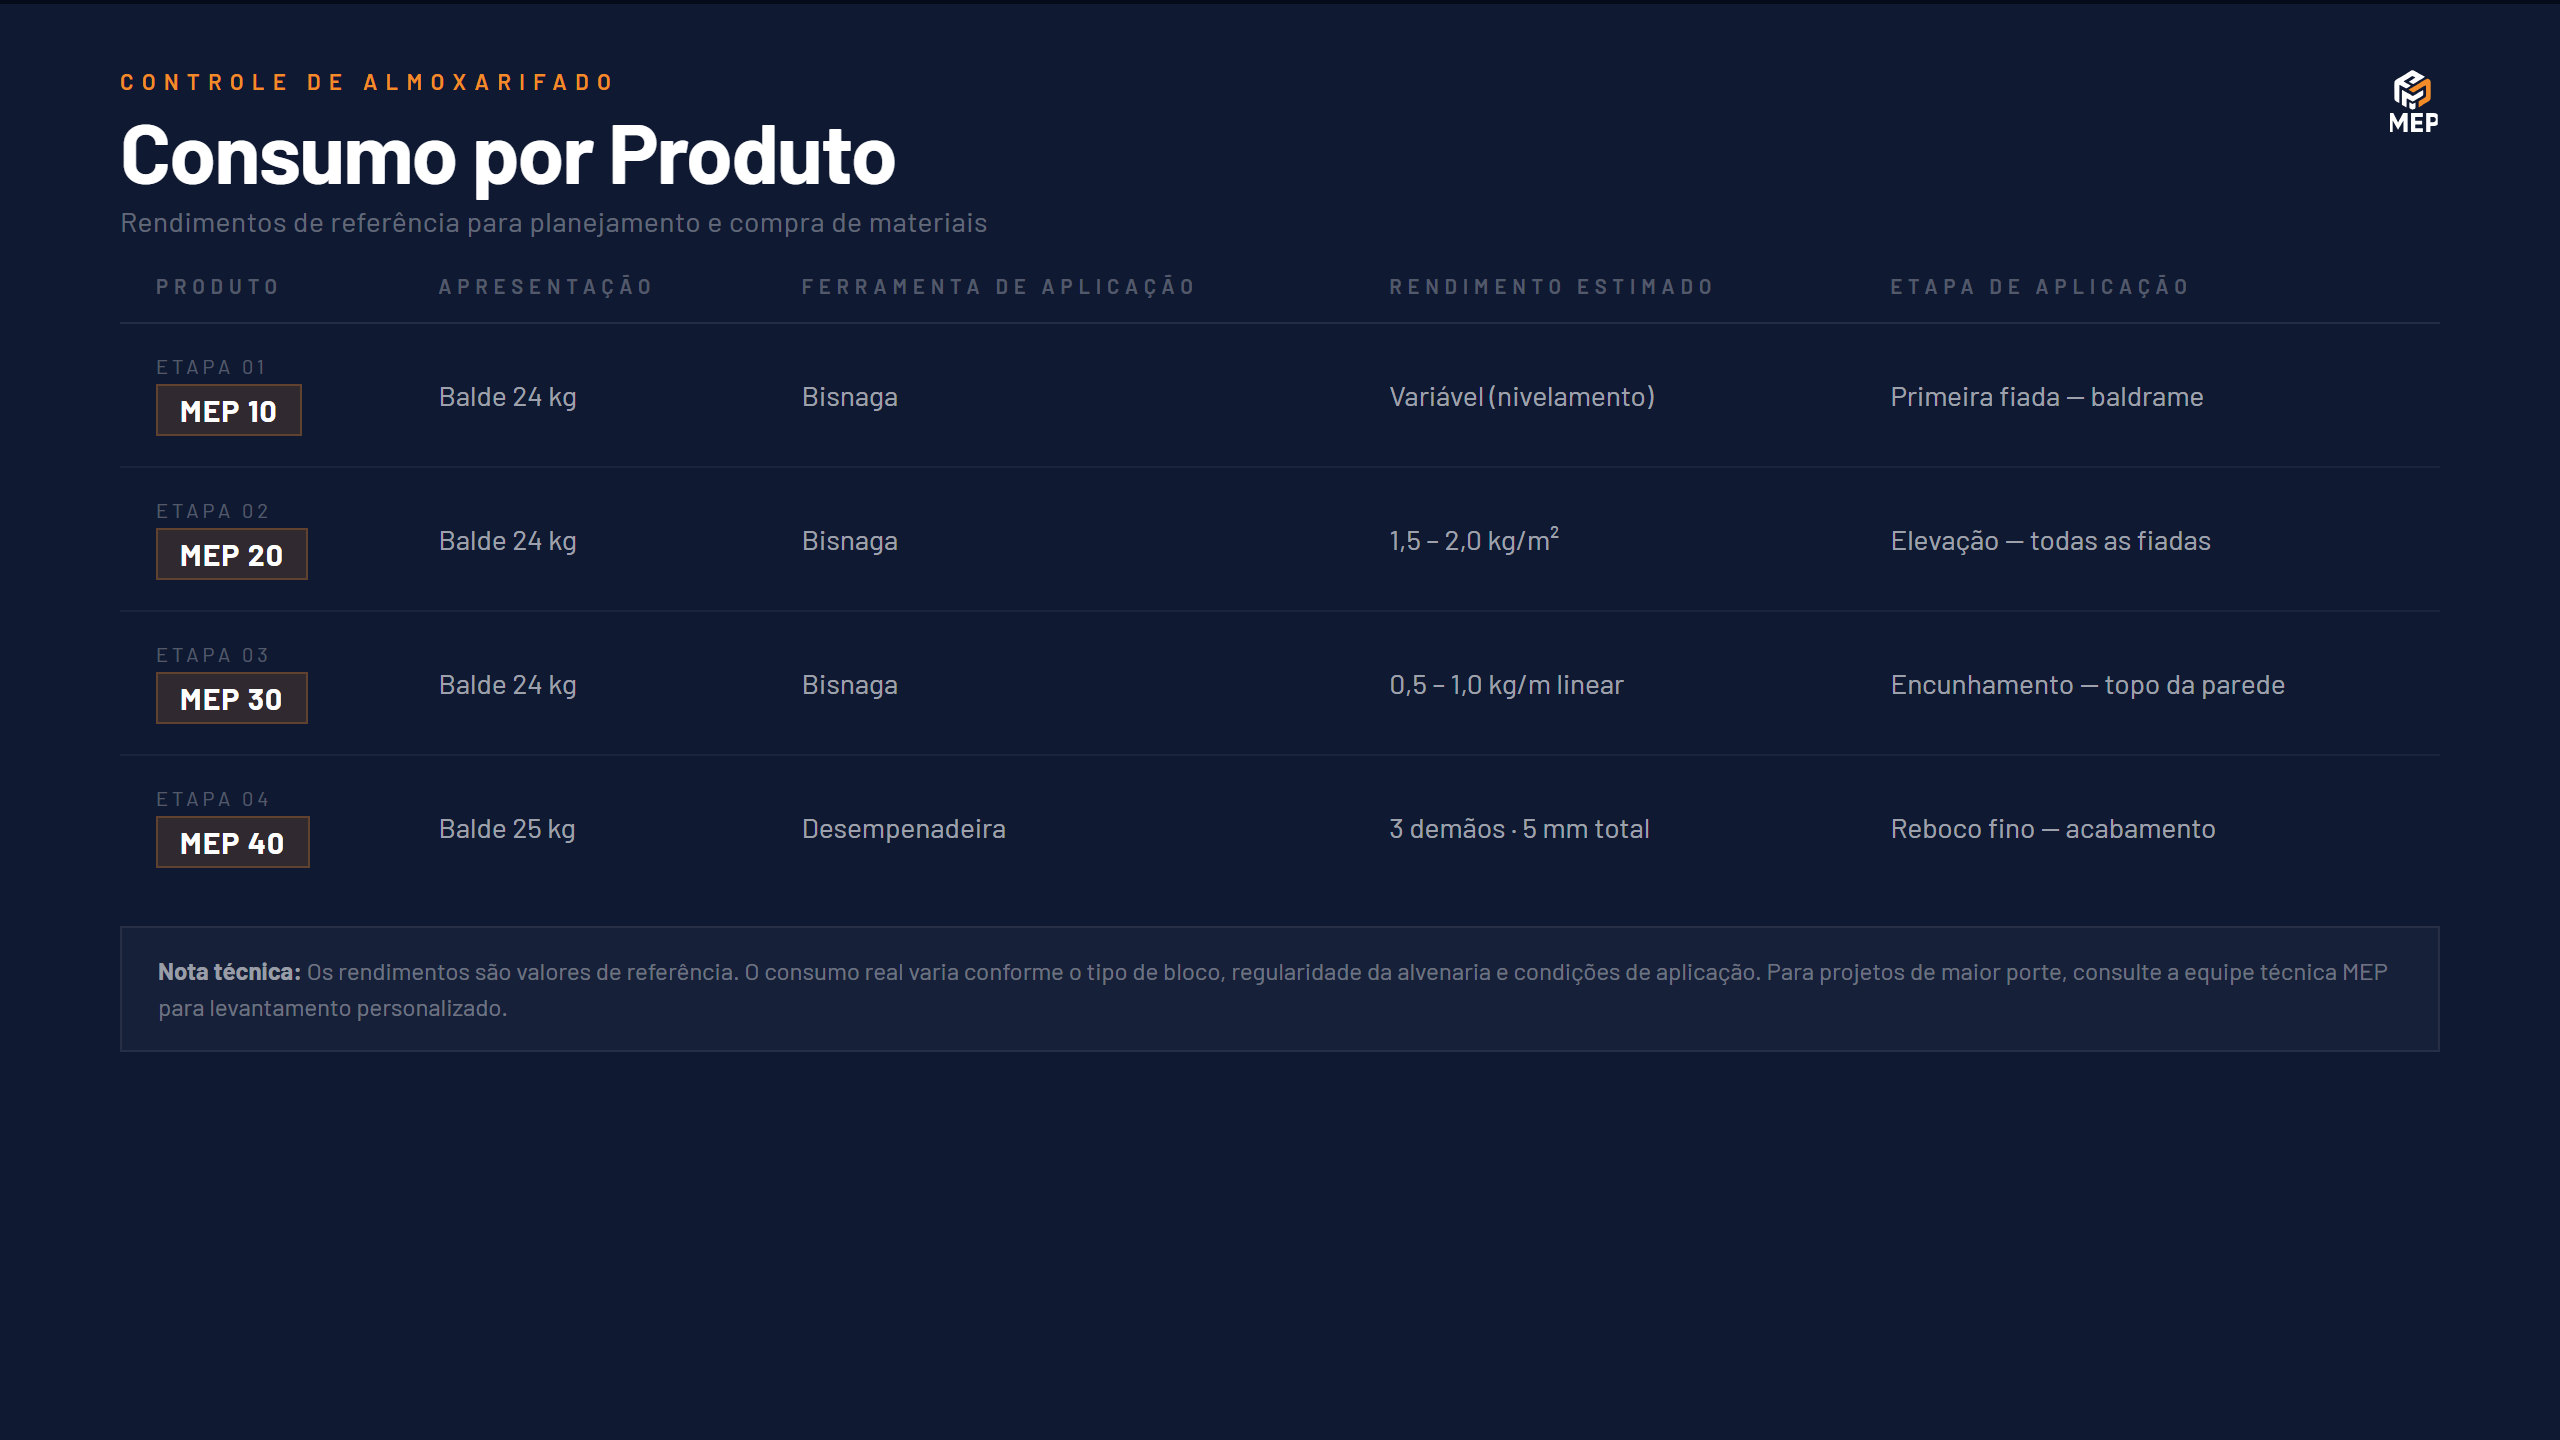 CONTROLE DE ALMOXARIFADO
MEP
Consumo por Produto
Rendimentos de referência para planejamento e compra de materiais
PRODUTO APRESENTAÇÃO FERRAMENTA DE APLICAÇÃO RENDIMENTO ESTIMADO ETAPA DE APLICAÇÃO
ETAPA 01
MEP 10 Balde 24 kg Bisnaga Variável (nivelamento) Primeira fiada — baldrame
ETAPA 02
MEP 20 Balde 24 kg Bisnaga 1,5 – 2,0 kg/m² Elevação — todas as fiadas
ETAPA 03
MEP 30 Balde 24 kg Bisnaga 0,5 – 1,0 kg/m linear Encunhamento — topo da parede
ETAPA 04
MEP 40 Balde 25 kg Desempenadeira 3 demãos · 5 mm total Reboco fino — acabamento
Nota técnica: Os rendimentos são valores de referência. O consumo real varia conforme o tipo de bloco, regularidade da alvenaria e condições de aplicação. Para projetos de maior porte, consulte a equipe técnica MEP
para levantamento personalizado.